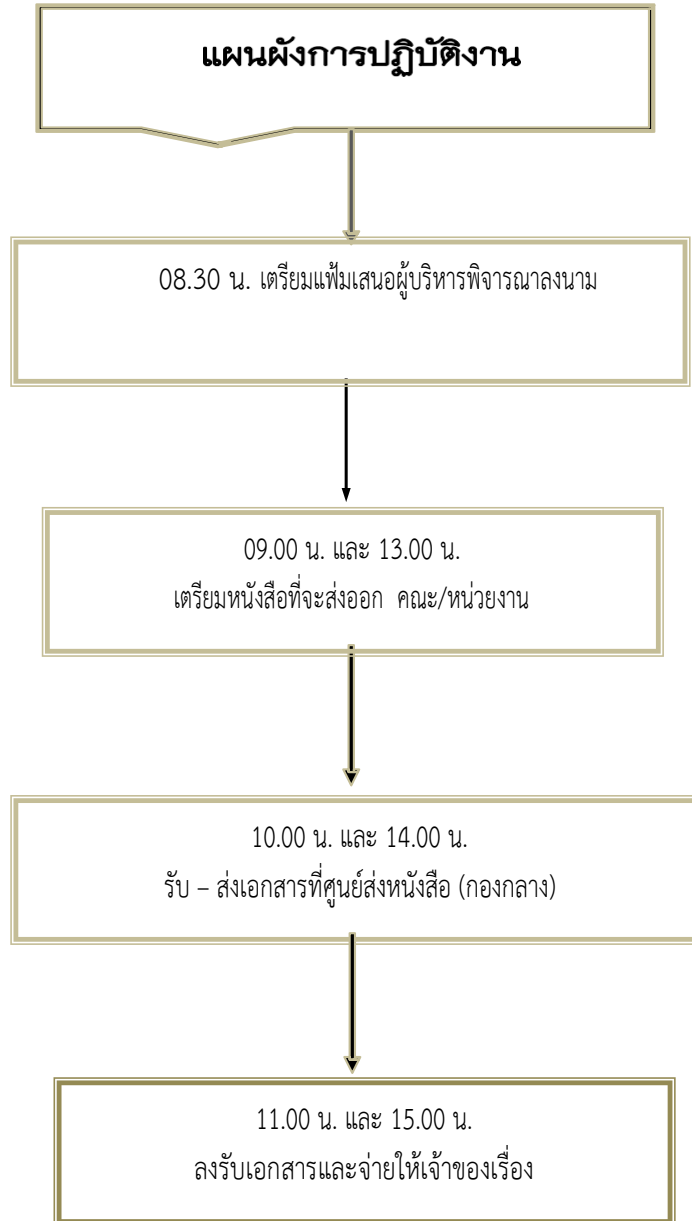 แผนผังการปฏิบัติงาน
08.30 น. เตรียมแฟ้มเสนอผู้บริหารพิจารณาลงนาม
09.00 น. และ 13.00 น.
เตรียมหนังสือที่จะส่งออก คณะ/หน่วยงาน
10.00 น. และ 14.00 น.
รับ – ส่งเอกสารที่ศูนย์ส่งหนังสือ (กองกลาง)
11.00 น. และ 15.00 น.
ลงรับเอกสารและจ่ายให้เจ้าของเรื่อง